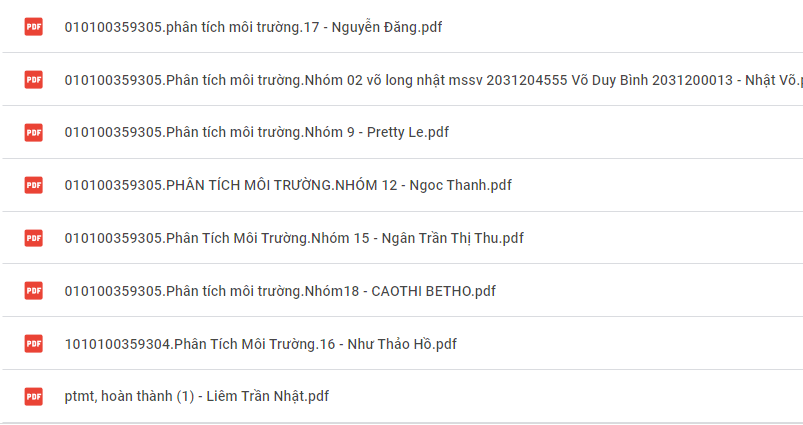 PDF 010100359305.phân tích môi trường.17 - Nguyễn Đăng.pdf
PDF 010100359305.Phân tích môi trường.Nhóm 02 võ long nhật mssv 2031204555 Võ Duy Bình 2031200013 - Nhật Võ.p
PDF 010100359305.Phân tích môi trường.Nhóm 9 - Pretty Le.pdf
PDF 010100359305.PHÂN TÍCH MÔI TRƯỜNG.NHÓM 12 - Ngoc Thanh.pdf
PDF 010100359305.Phân Tích Môi Trường.Nhóm 15 - Ngân Trần Thị Thu.pdf
PDF 010100359305.Phân tích môi trường.Nhóm18 - CAOTHI BETHO.pdf
PDF 1010100359304.Phân Tích Môi Trường.16 - Như Thảo Hồ.pdf
PDF ptmt, hoàn thành (1) - Liêm Trần Nhật.pdf